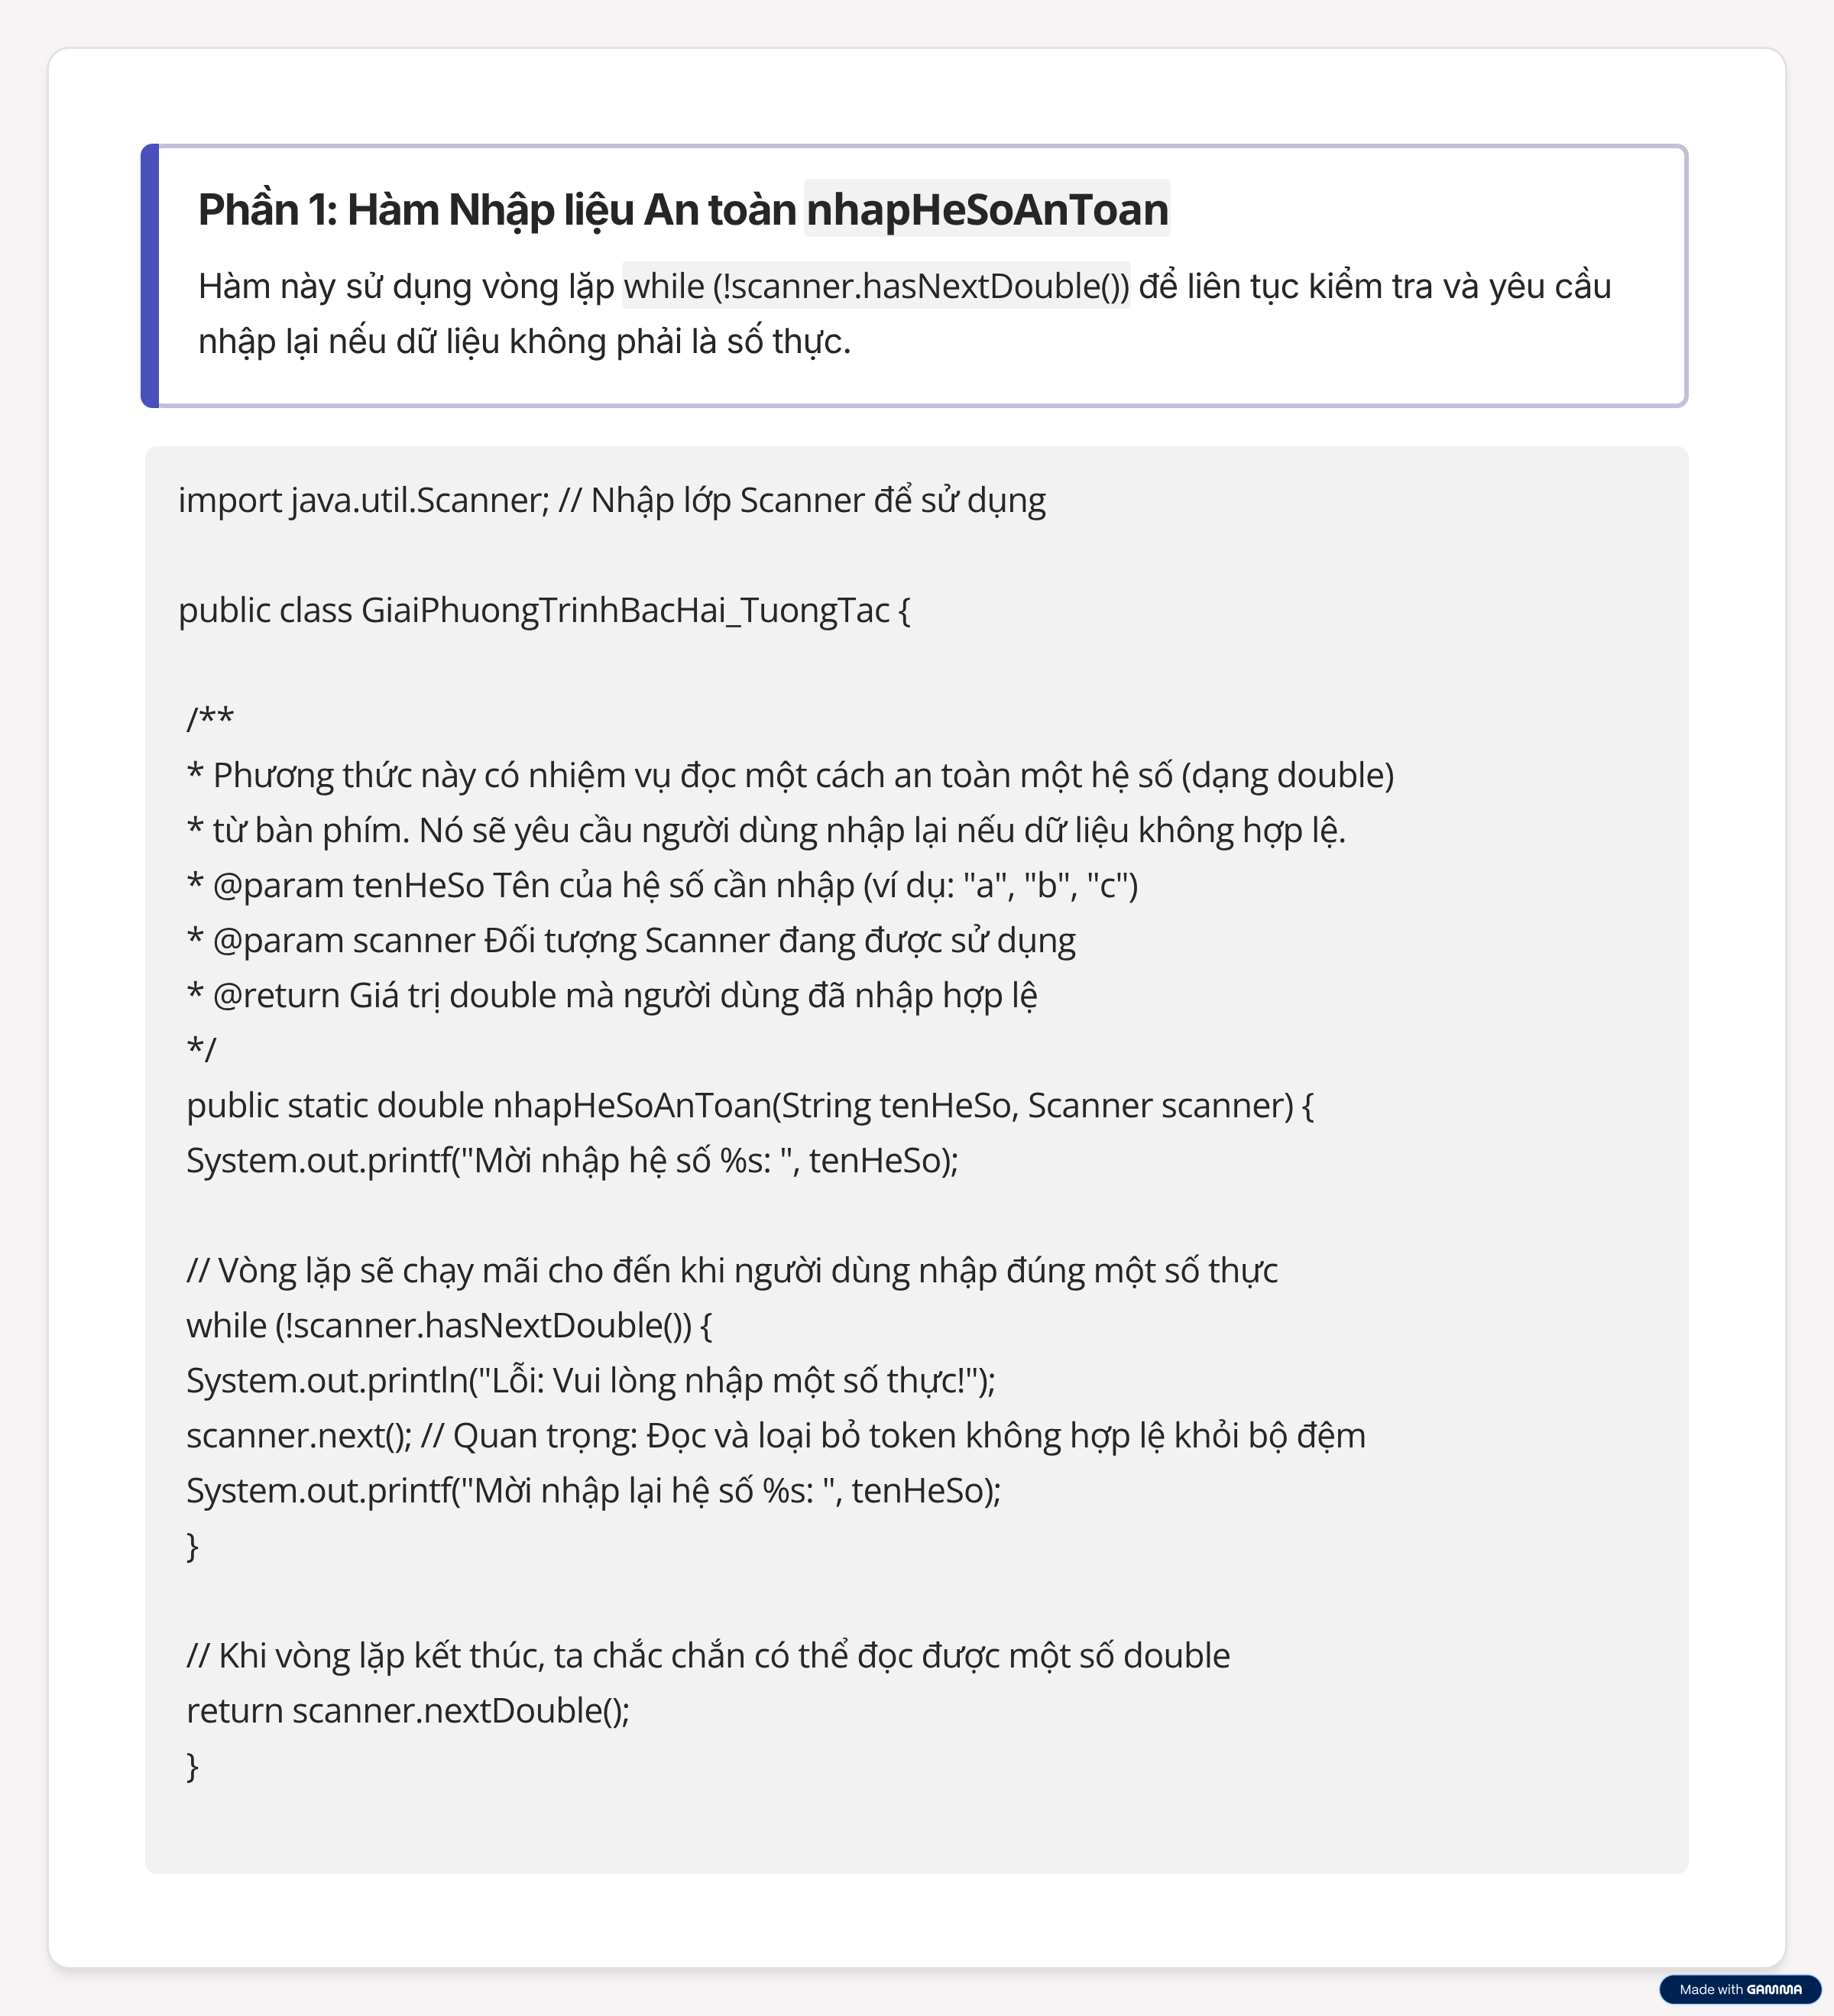 Phần 1: Hàm Nhập liệu An toàn nhapHeSoAnToan
Hàm này sử dụng vòng lặp while (!scanner.hasNextDouble()) để liên tục kiểm tra và yêu cầu
nhập lại nếu dữ liệu không phải là số thực.
import java.util.Scanner; // Nhập lớp Scanner để sử dụng
public class GiaiPhuongTrinhBacHai_TuongTac {
/**
* Phương thức này có nhiệm vụ đọc một cách an toàn một hệ số (dạng double)
* từ bàn phím. Nó sẽ yêu cầu người dùng nhập lại nếu dữ liệu không hợp lệ.
* @param tenHeSo Tên của hệ số cần nhập (ví dụ: "a", "b", "c")
* @param scanner Đối tượng Scanner đang được sử dụng
* @return Giá trị double mà người dùng đã nhập hợp lệ
*/
public static double nhapHeSoAnToan(String tenHeSo, Scanner scanner) {
System.out.printf("Mời nhập hệ số %s: ", tenHeSo);
// Vòng lặp sẽ chạy mãi cho đến khi người dùng nhập đúng một số thực
while (!scanner.hasNextDouble()) {
System.out.println("Lỗi: Vui lòng nhập một số thực!");
scanner.next(); // Quan trọng: Đọc và loại bỏ token không hợp lệ khỏi bộ đệm
System.out.printf("Mời nhập lại hệ số %s: ", tenHeSo);
}
// Khi vòng lặp kết thúc, ta chắc chắn có thể đọc được một số double
return scanner.nextDouble();
}
Made with GAMMA